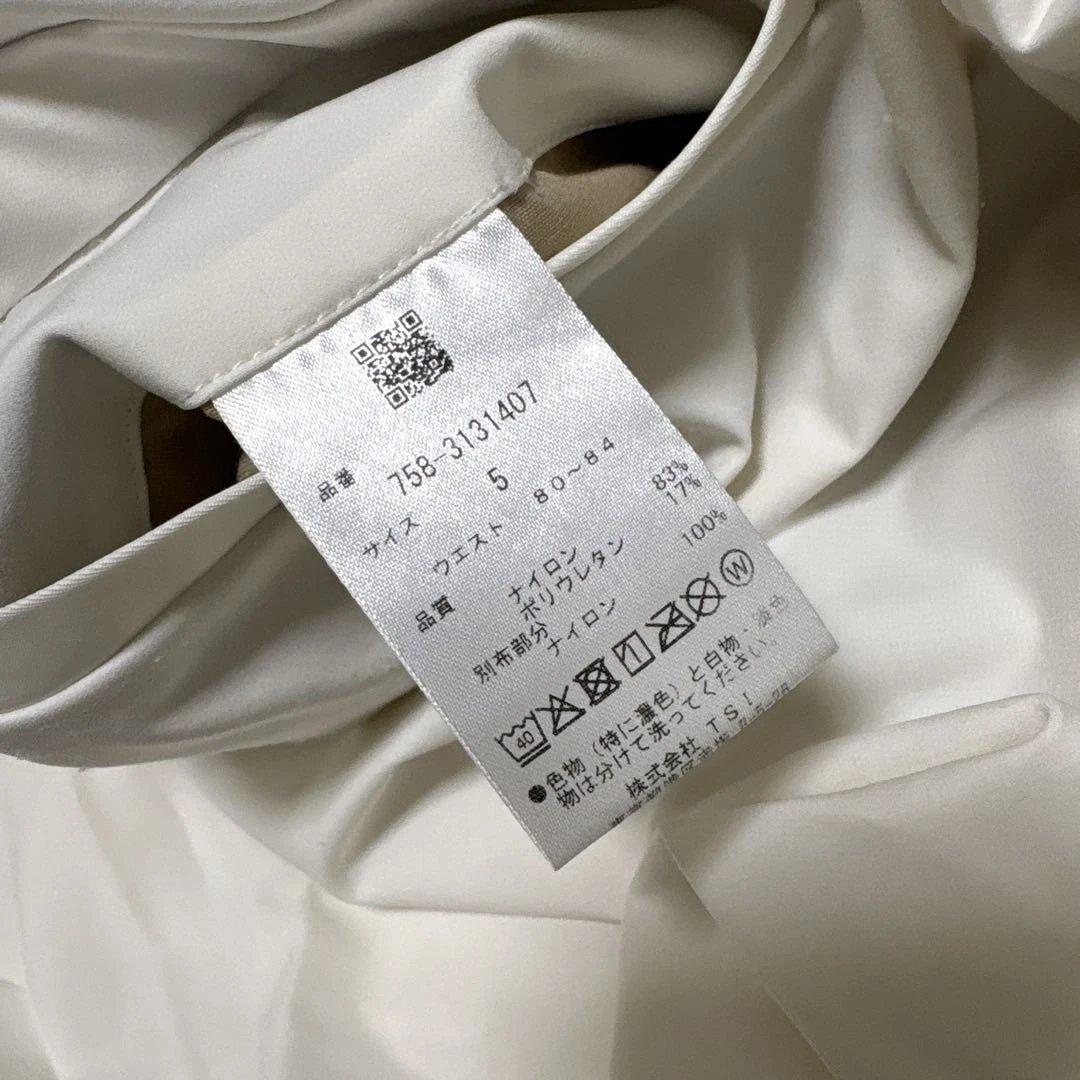 品番 758-3131407
サイズ 5
ウエスト 80~84
品質 ナイロン 83%
ポリウレタン 17%
別布部分
ナイロン 100%
40 W
●色物(特に濃色)と白物・淡色
物は分けて洗ってください。
株式会社 TSI